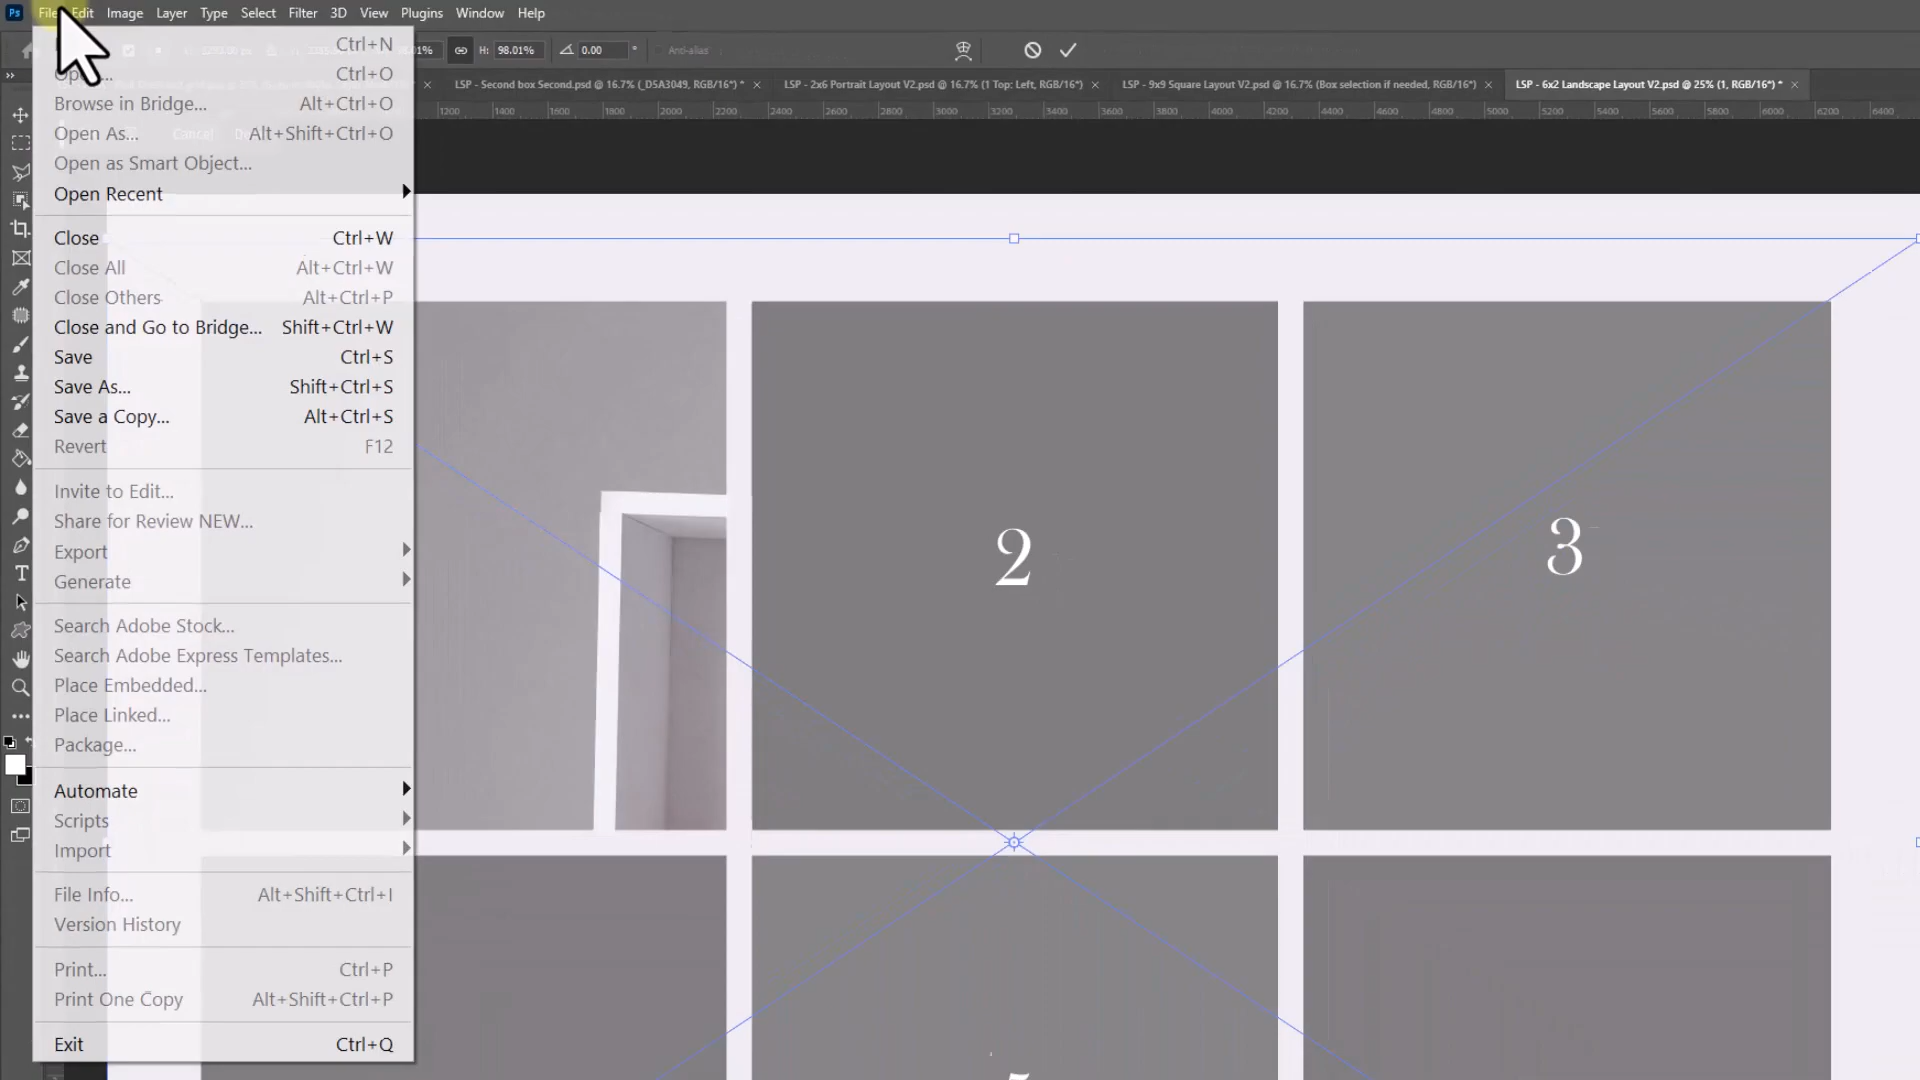 Ps File Edit Image Layer Type Select Filter 3D View Plugins Window Help
H: 98.01% 0.00 ° Anti-alias
LSP - Second box Second.psd @ 16.7% (_DSA3049, RGB/16*) * LSP - 2x6 Portrait Layout V2.psd @ 16.7% (1 Top: Left, RGB/16*) LSP - 9x9 Square Layout V2.psd @ 16.7% (Box selection if needed, RGB/16*) LSP - 6x2 Landscape Layout V2.psd @ 25% (1, RGB/16*) *
1200 1400 1600 1800 2000 2200 2400 2600 2800 3000 3200 3400 3600 3800 4000 4200 4400 4600 4800 5000 5200 5400 5600 5800 6000 6200 6400
Ctrl+N
Open... Ctrl+O
Browse in Bridge... Alt+Ctrl+O
Open As... Alt+Shift+Ctrl+O
Open as Smart Object...
Open Recent
Close Ctrl+W
Close All Alt+Ctrl+W
Close Others Alt+Ctrl+P
Close and Go to Bridge... Shift+Ctrl+W
Save Ctrl+S
Save As... Shift+Ctrl+S
Save a Copy... Alt+Ctrl+S
Revert F12
Invite to Edit...
Share for Review NEW...
Export
Generate
Search Adobe Stock...
Search Adobe Express Templates...
Place Embedded...
Place Linked...
Package...
Automate
Scripts
Import
File Info... Alt+Shift+Ctrl+I
Version History
Print... Ctrl+P
Print One Copy Alt+Shift+Ctrl+P
Exit Ctrl+Q
2
3